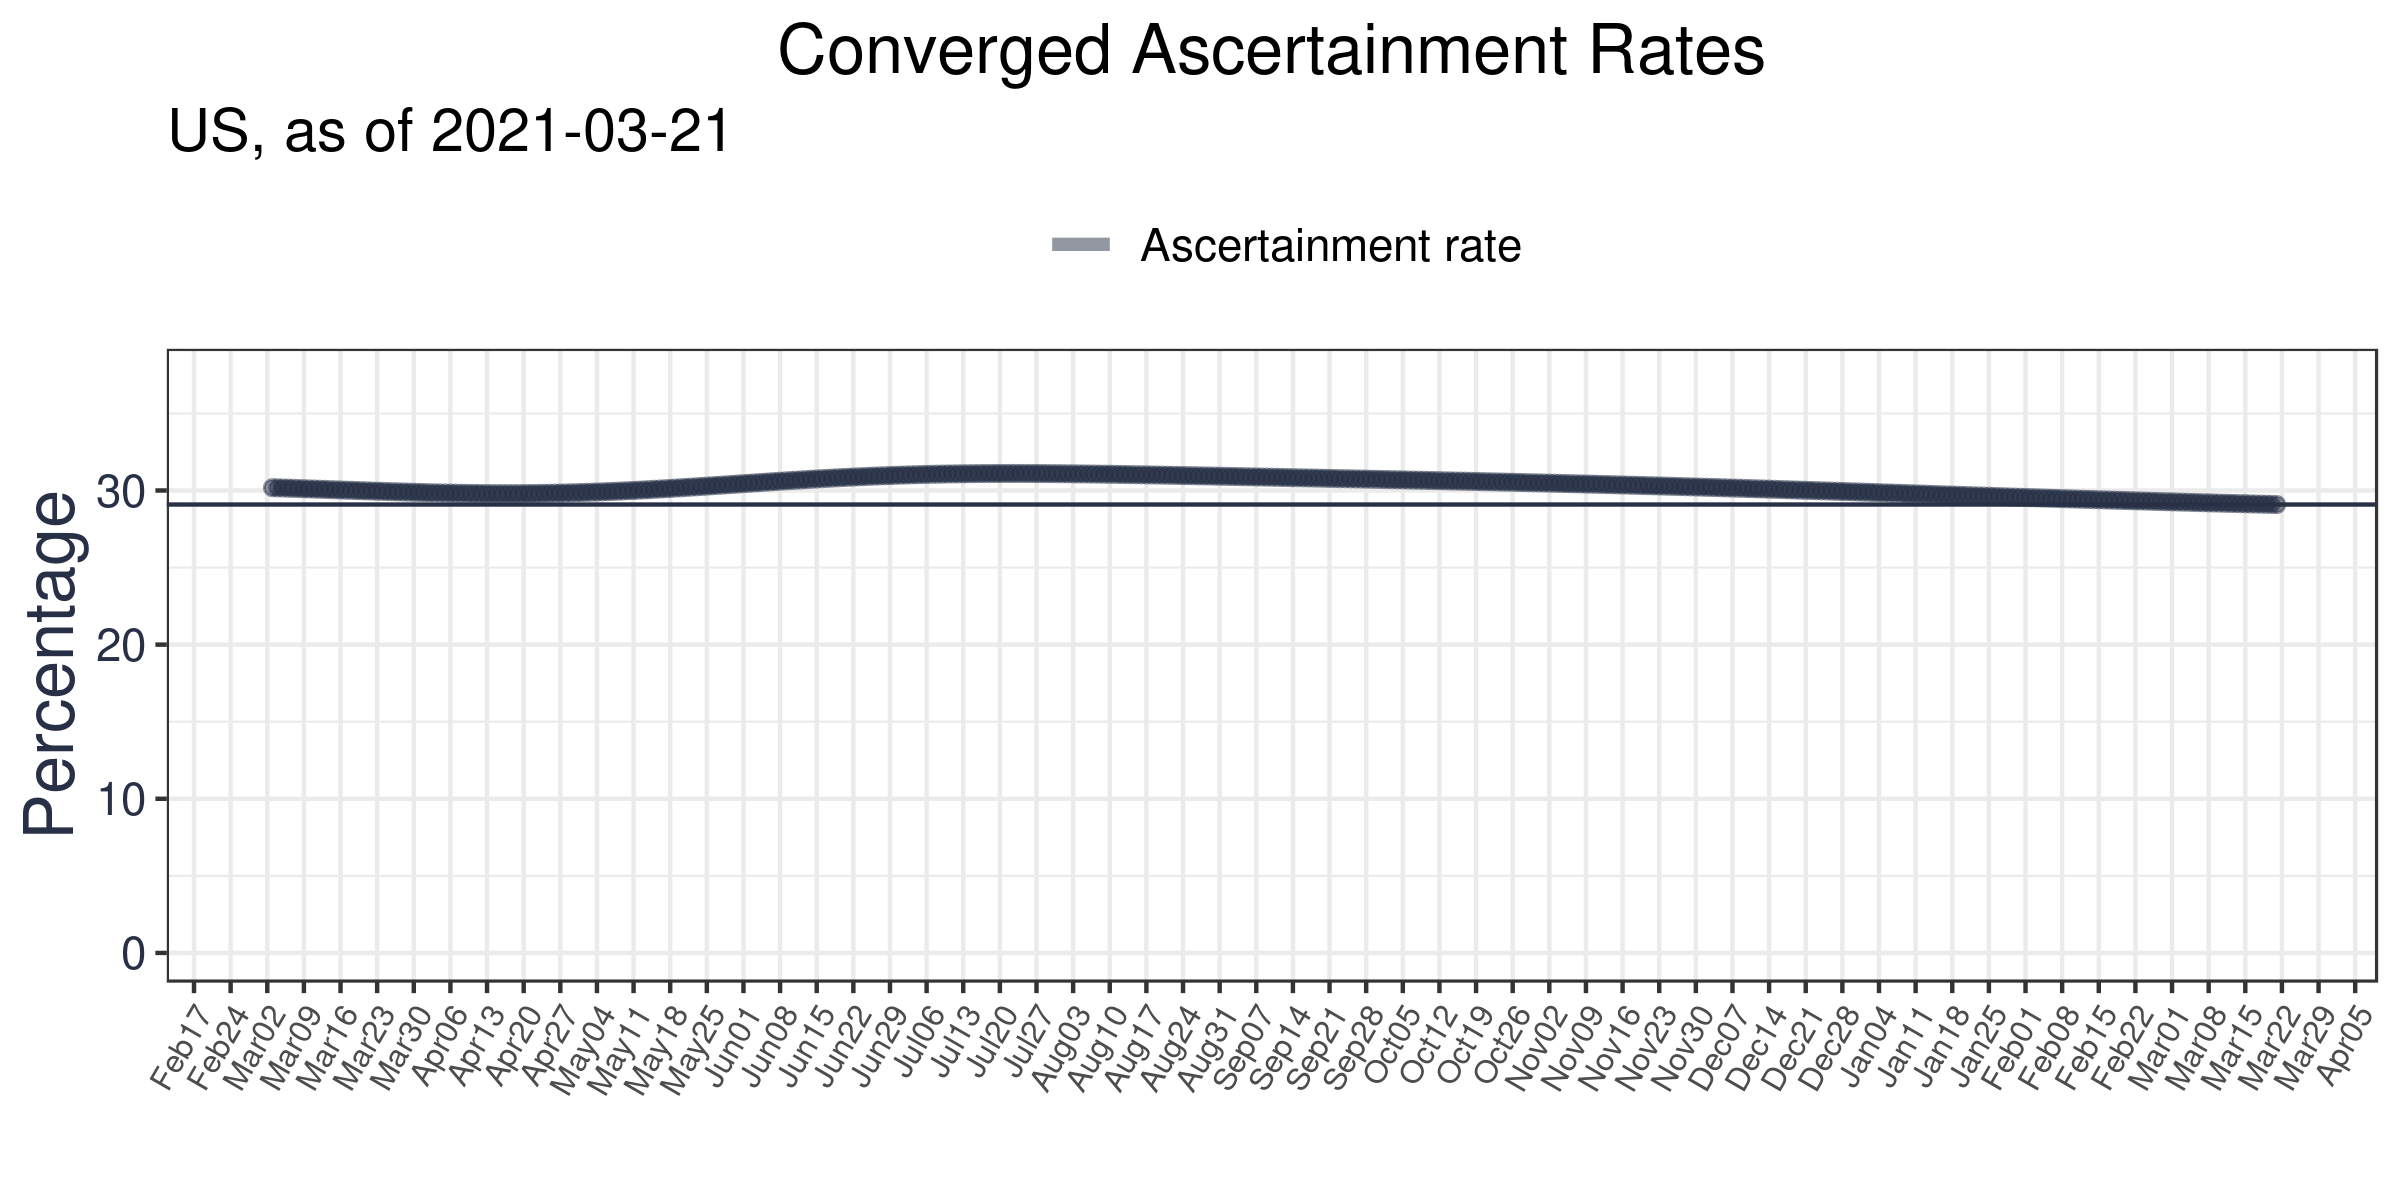 Converged Ascertainment Rates
US, as of 2021-03-21
Ascertainment rate
Percentage
30
20
10
0
Feb17
Feb24
Mar02
Mar09
Mar16
Mar23
Mar30
Apr06
Apr13
Apr20
Apr27
May04
May11
May18
May25
Jun01
Jun08
Jun15
Jun22
Jun29
Jul06
Jul13
Jul20
Jul27
Aug03
Aug10
Aug17
Aug24
Aug31
Sep07
Sep14
Sep21
Sep28
Oct05
Oct12
Oct19
Oct26
Nov02
Nov09
Nov16
Nov23
Nov30
Dec07
Dec14
Dec21
Dec28
Jan04
Jan11
Jan18
Jan25
Feb01
Feb08
Feb15
Feb22
Mar01
Mar08
Mar15
Mar22
Mar29
Apr05